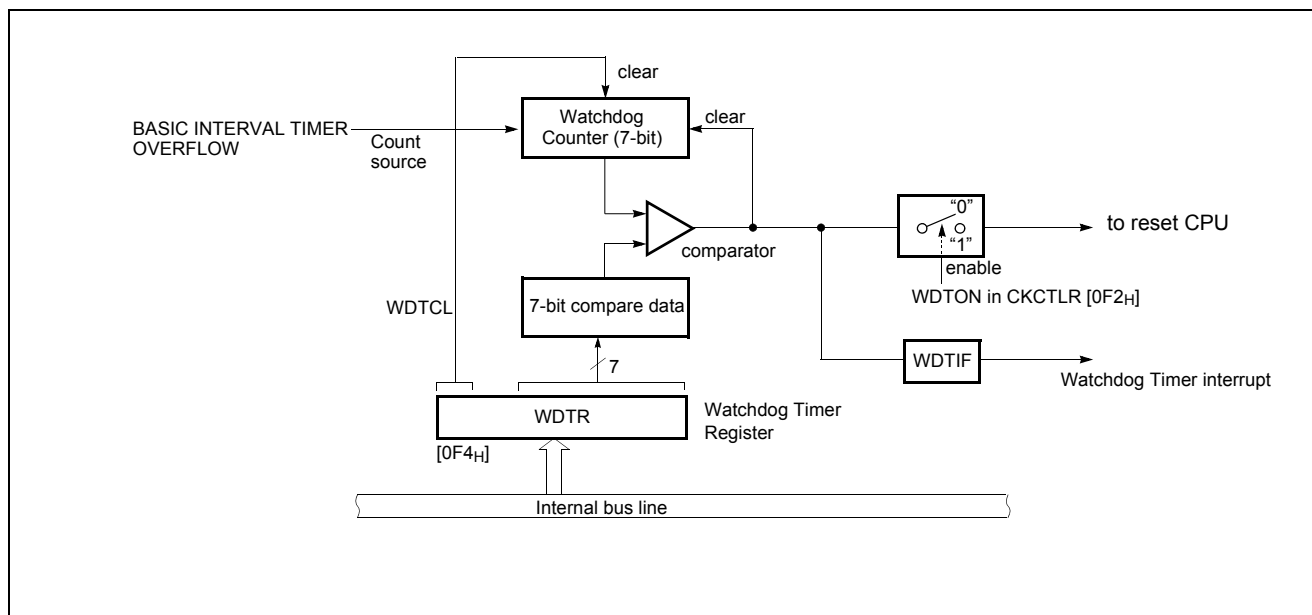 clear
Watchdog
Counter (7-bit)
clear
BASIC INTERVAL TIMER
OVERFLOW
Count
source
“0”
“1”
to reset CPU
comparator
enable
WDTON in CKCTLR [0F2H]
WDTCL
7-bit compare data
7
WDTIF
Watchdog Timer interrupt
WDTR
Watchdog Timer
Register
[0F4H]
Internal bus line